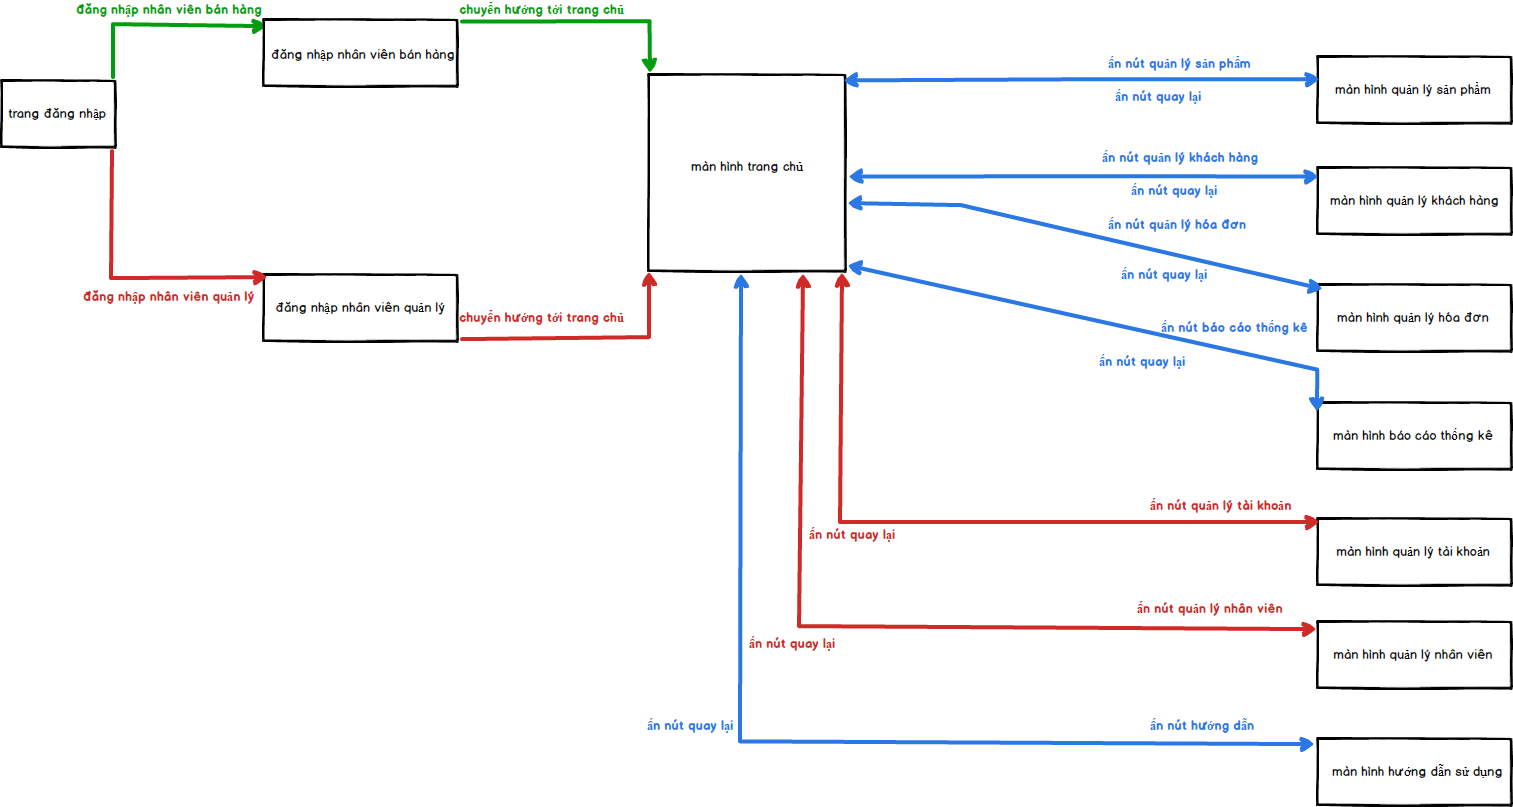 đăng nhập nhân viên bán hàng
chuyển hướng tới trang chủ
đăng nhập nhân viên bán hàng
trang đăng nhập
màn hình trang chủ
ấn nút quản lý sản phẩm
màn hình quản lý sản phẩm
ấn nút quay lại
ấn nút quản lý khách hàng
ấn nút quay lại
màn hình quản lý khách hàng
ấn nút quản lý hóa đơn
ấn nút quay lại
màn hình quản lý hóa đơn
đăng nhập nhân viên quản lý
đăng nhập nhân viên quản lý
chuyển hướng tới trang chủ
ấn nút báo cáo thống kê
ấn nút quay lại
màn hình báo cáo thống kê
ấn nút quản lý tài khoản
ấn nút quay lại
màn hình quản lý tài khoản
ấn nút quản lý nhân viên
ấn nút quay lại
màn hình quản lý nhân viên
ấn nút quay lại
ấn nút hướng dẫn
màn hình hướng dẫn sử dụng